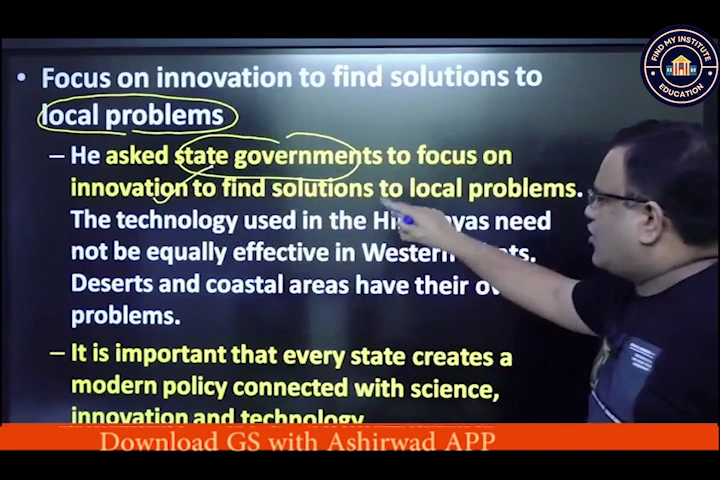 FIND MY INSTITUTE
EDUCATION
• Focus on innovation to find solutions to
local problems
– He asked state governments to focus on
innovation to find solutions to local problems.
The technology used in the need
not be equally effective in Western
Deserts and coastal areas have their
problems.
– It is important that every state creates a
modern policy connected with science,
innovation and technology
Download GS with Ashirwad APP